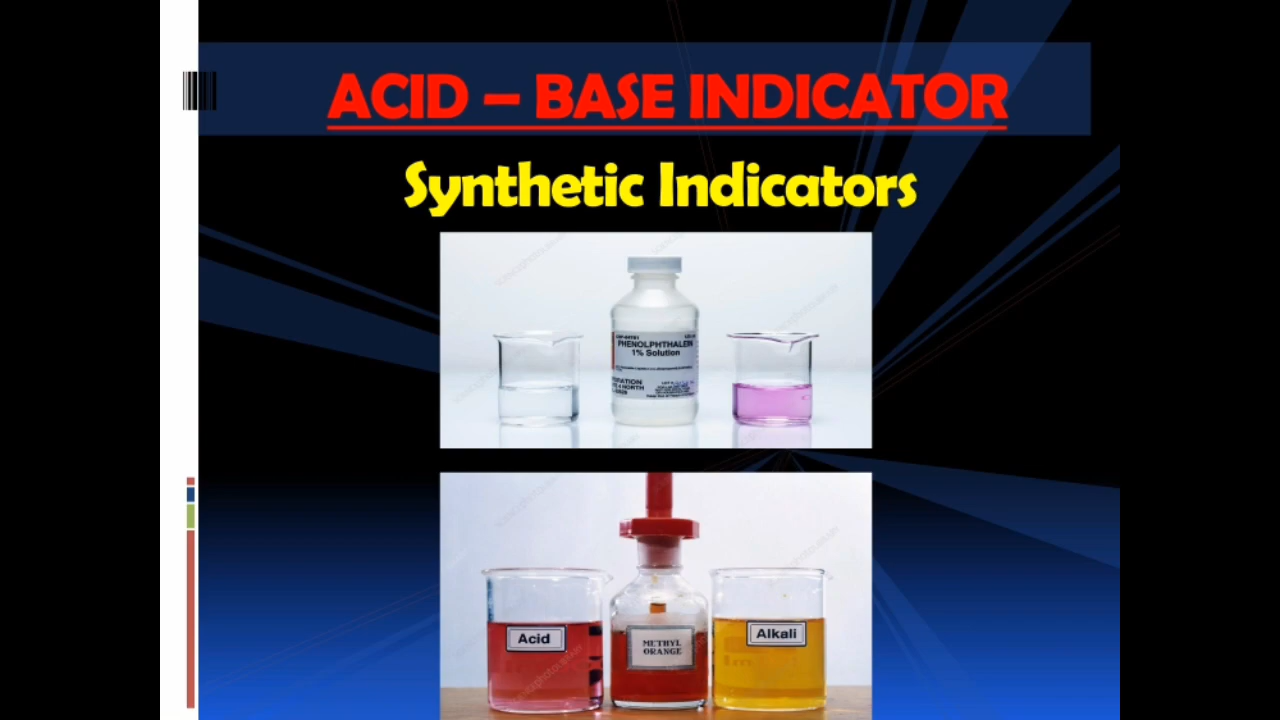 ACID – BASE INDICATOR
Synthetic Indicators
PHENOLPHTHALEIN
1% Solution
Acid
METHYL
ORANGE
Alkali